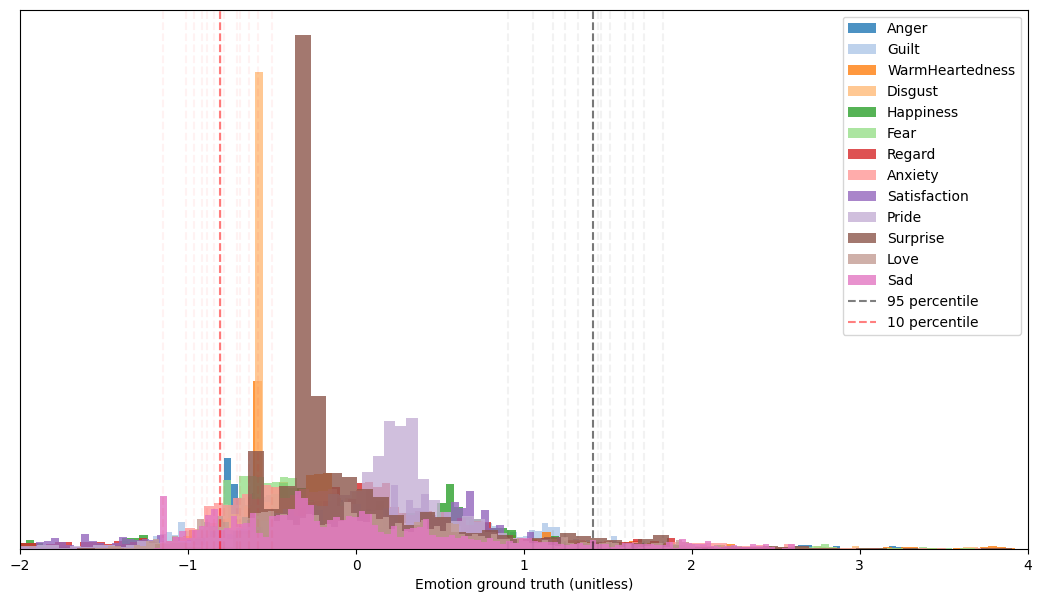 Anger
Guilt
WarmHeartedness
Disgust
Happiness
Fear
Regard
Anxiety
Satisfaction
Pride
Surprise
Love
Sad
95 percentile
10 percentile
−2 −1 0 1 2 3 4
Emotion ground truth (unitless)